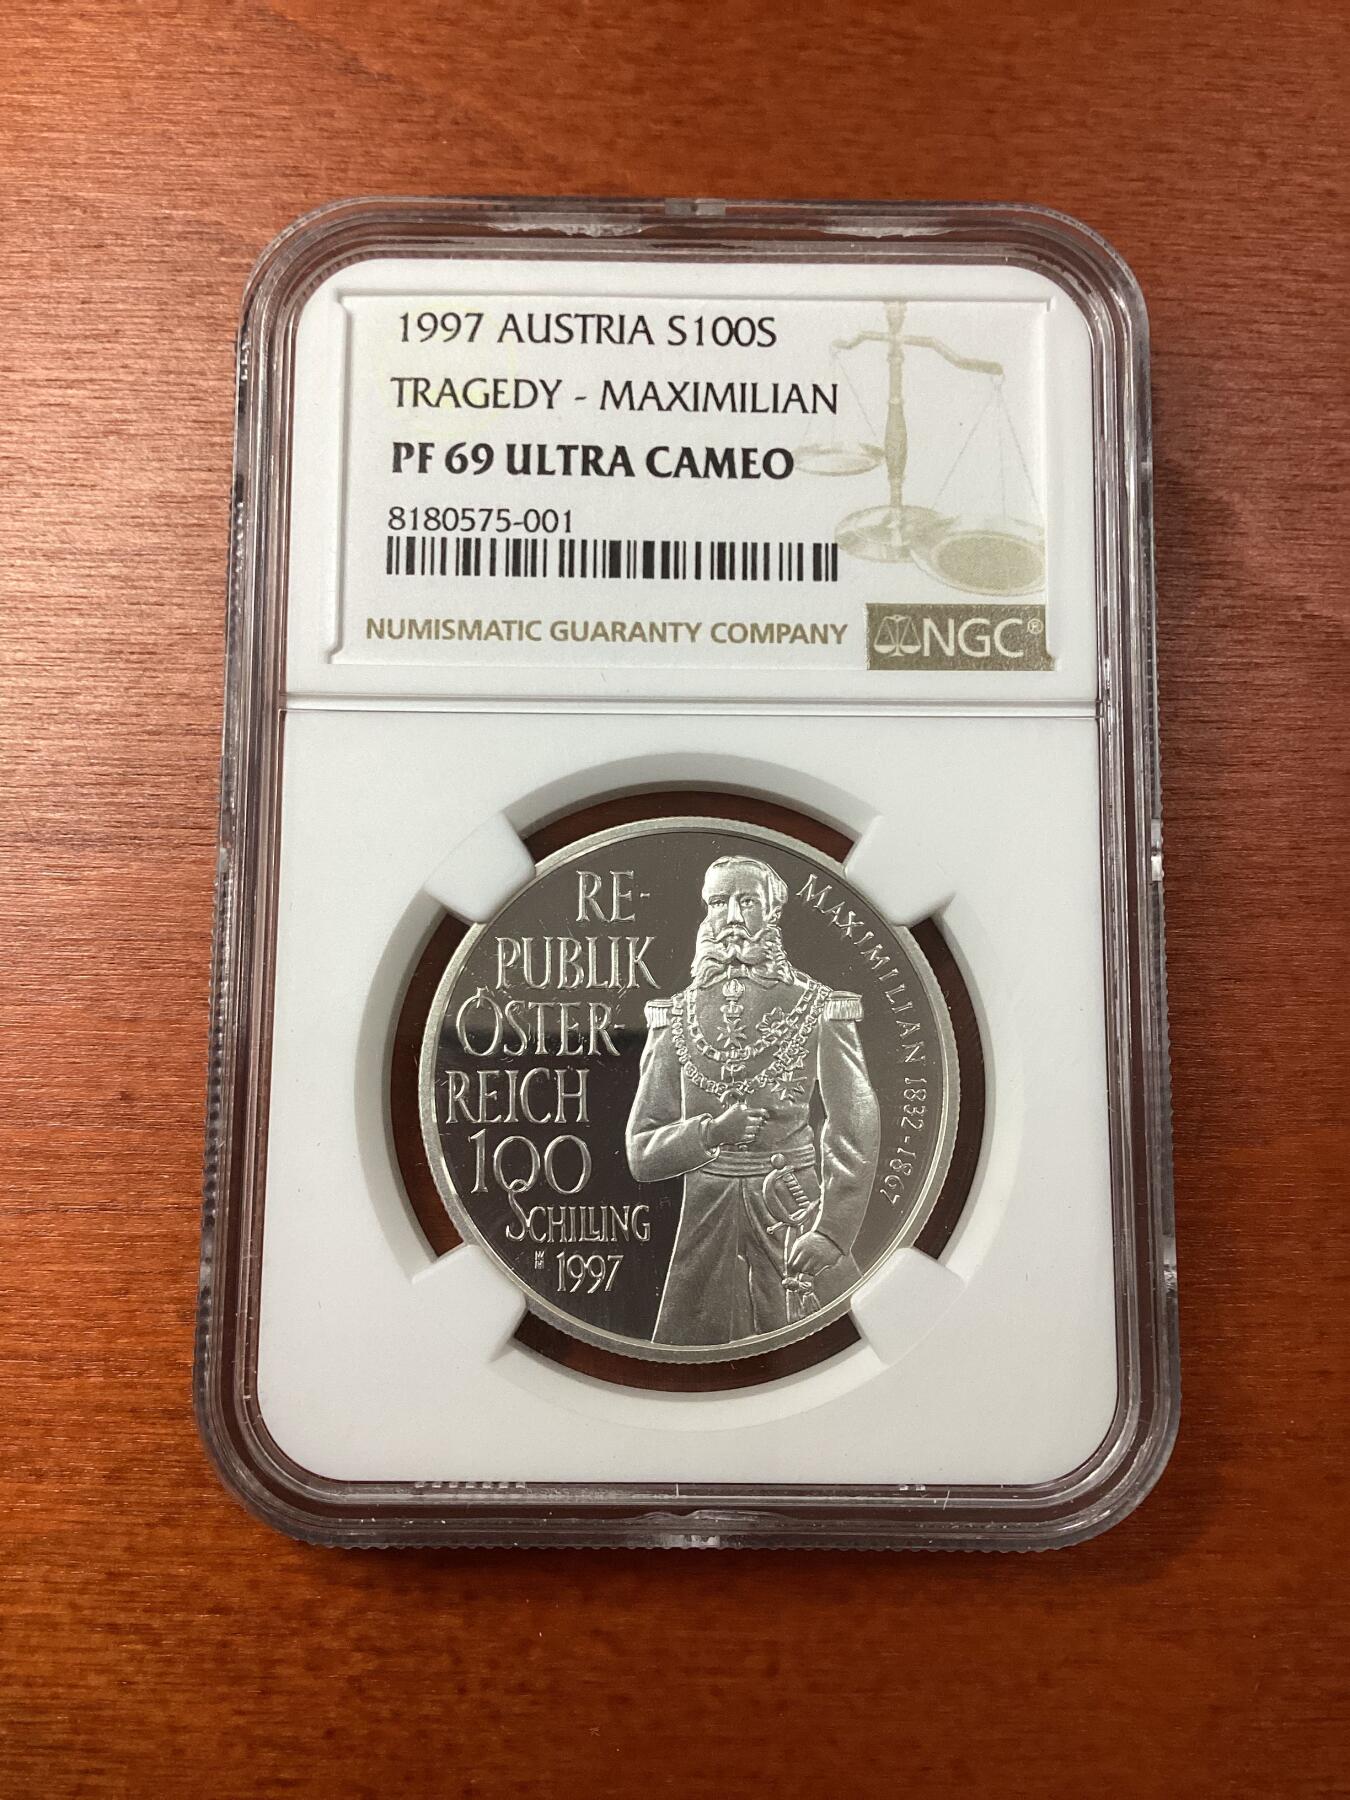 1997 AUSTRIA S100S
TRAGEDY - MAXIMILIAN
PF 69 ULTRA CAMEO
8180575-001
NUMISMATIC GUARANTY COMPANY
NGC®
RE-
PUBLIK
ÖSTER-
REICH
100
SCHILLING
1997
MAXIMILIAN 1832-1867